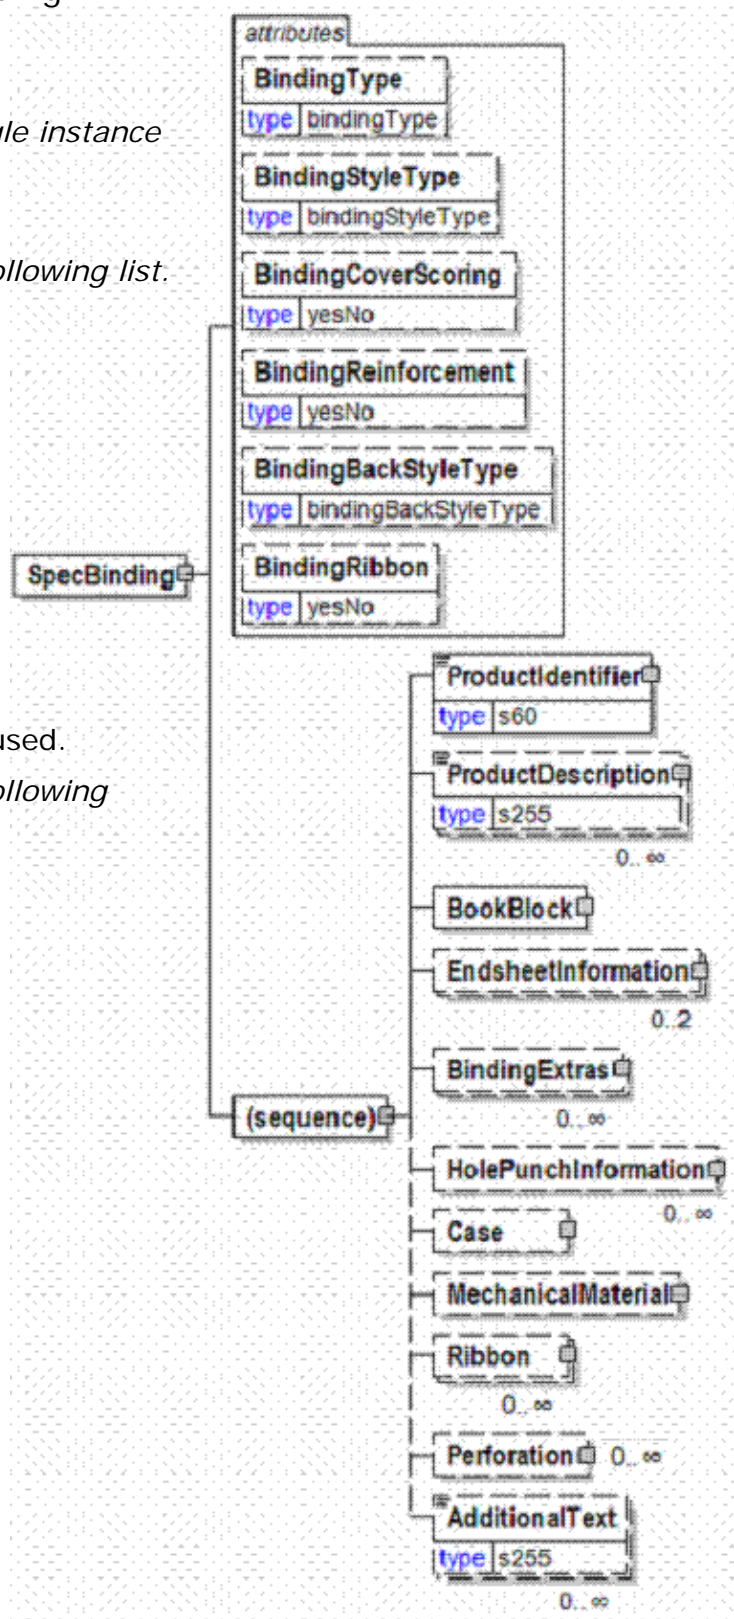 attributes
BindingType
type bindingType
ule instance
BindingStyleType
type bindingStyleType
ollowing list.
BindingCoverScoring
type yesNo
BindingReinforcement
type yesNo
BindingBackStyleType
type bindingBackStyleType
SpecBinding
BindingRibbon
type yesNo
ProductIdentifier
type s60
used.
ollowing
ProductDescription
type s255
0..∞
BookBlock
EndsheetInformation
0..2
BindingExtras
0..∞
(sequence)
HolePunchInformation
0..∞
Case
MechanicalMaterial
Ribbon
0..∞
Perforation 0..∞
AdditionalText
type s255
0..∞